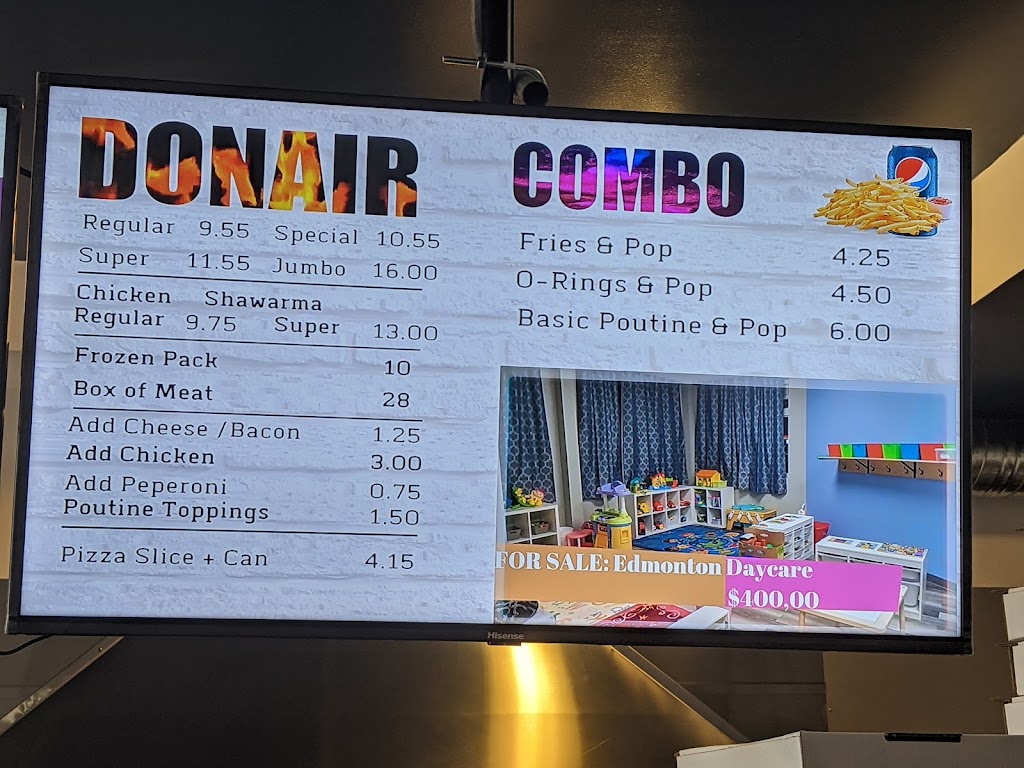 DONAIR
Regular 9.55 Special 10.55
Super 11.55 Jumbo 16.00
Chicken Shawarma
Regular 9.75 Super 13.00
Frozen Pack 10
Box of Meat 28
Add Cheese /Bacon 1.25
Add Chicken 3.00
Add Peperoni 0.75
Poutine Toppings 1.50
Pizza Slice + Can 4.15
COMBO
Fries & Pop 4.25
O-Rings & Pop 4.50
Basic Poutine & Pop 6.00
FOR SALE: Edmonton Daycare
$400,00
Hisense